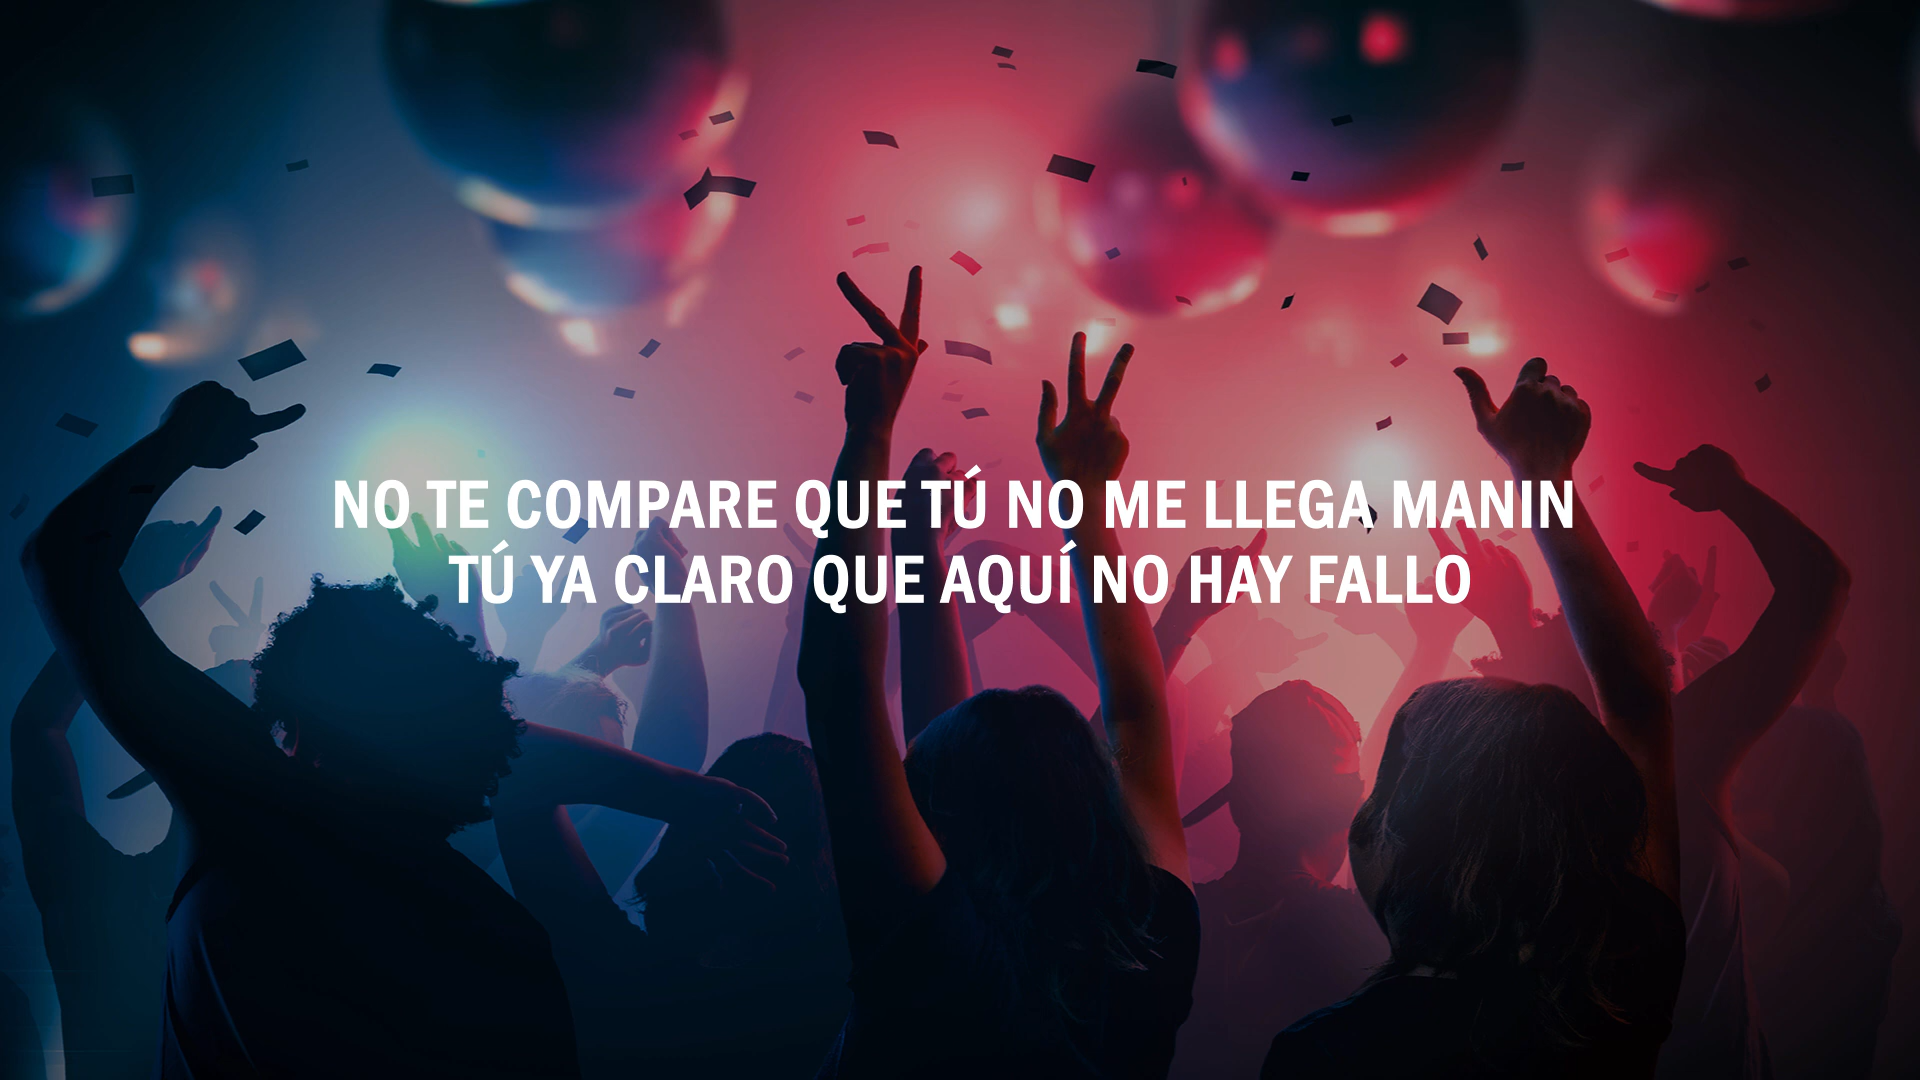 NO TE COMPARE QUE TÚ NO ME LLEGA MANIN
TÚ YA CLARO QUE AQUÍ NO HAY FALLO